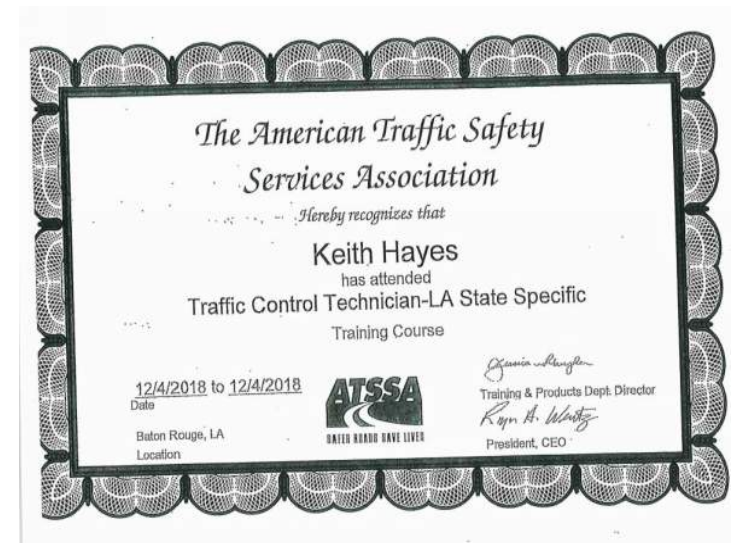 The American Traffic Safety
Services Association
Hereby recognizes that
Keith Hayes
has attended
Traffic Control Technician-LA State Specific
Training Course
12/4/2018 to 12/4/2018
Date
Baton Rouge, LA
Location
ATSSA
SAFER ROADS SAVE LIVES
Training & Products Dept. Director
President, CEO